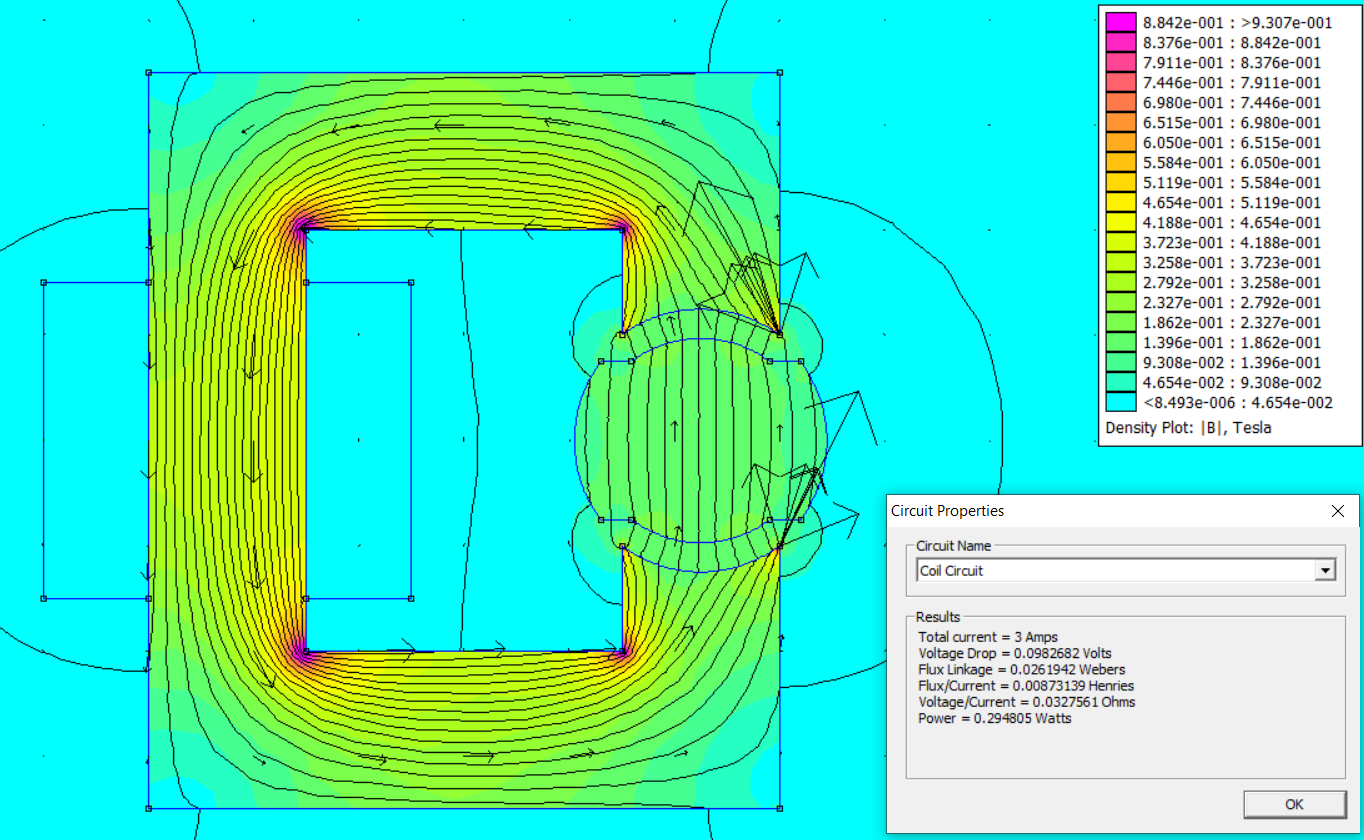 8.842e-001 : >9.307e-001
8.376e-001 : 8.842e-001
7.911e-001 : 8.376e-001
7.446e-001 : 7.911e-001
6.980e-001 : 7.446e-001
6.515e-001 : 6.980e-001
6.050e-001 : 6.515e-001
5.584e-001 : 6.050e-001
5.119e-001 : 5.584e-001
4.654e-001 : 5.119e-001
4.188e-001 : 4.654e-001
3.723e-001 : 4.188e-001
3.258e-001 : 3.723e-001
2.792e-001 : 3.258e-001
2.327e-001 : 2.792e-001
1.862e-001 : 2.327e-001
1.396e-001 : 1.862e-001
9.308e-002 : 1.396e-001
4.654e-002 : 9.308e-002
<8.493e-006 : 4.654e-002
Density Plot: |B|, Tesla
Circuit Properties
Circuit Name
Coil Circuit
Results
Total current = 3 Amps
Voltage Drop = 0.0982682 Volts
Flux Linkage = 0.0261942 Webers
Flux/Current = 0.00873139 Henries
Voltage/Current = 0.0327561 Ohms
Power = 0.294805 Watts
OK